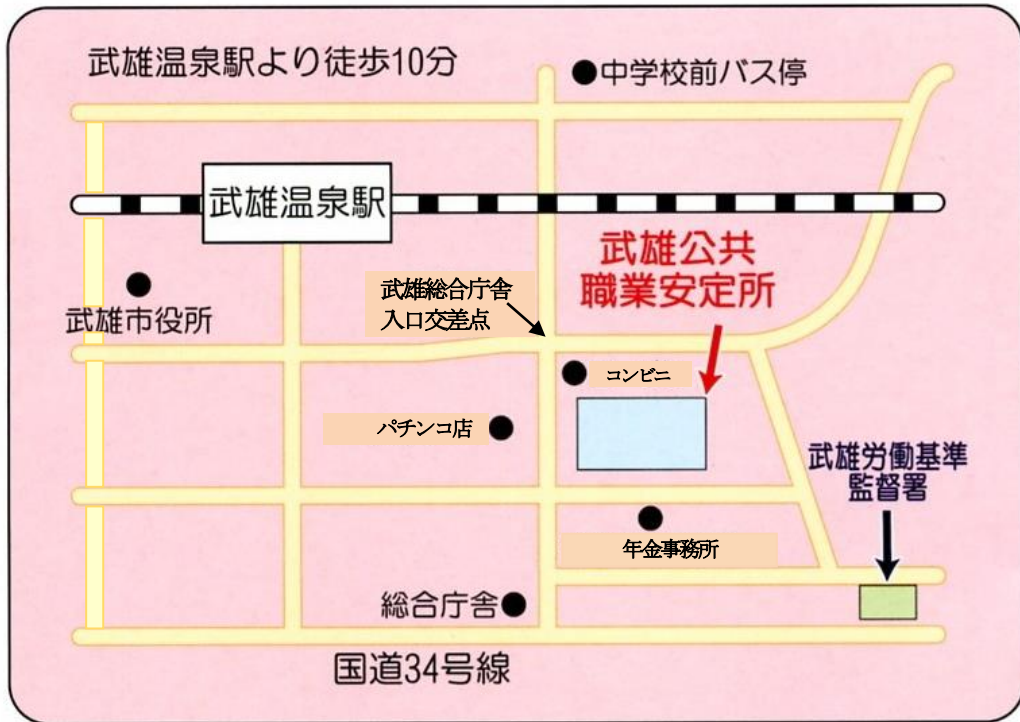 武雄温泉駅より徒歩10分
中学校前バス停
武雄温泉駅
武雄公共
職業安定所
武雄市役所
武雄総合庁舎
入口交差点
コンビニ
パチンコ店
武雄労働基準
監督署
年金事務所
総合庁舎
国道34号線